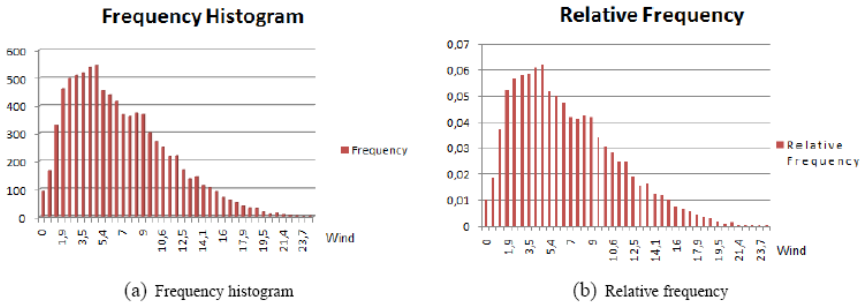 Frequency Histogram
600
500
400
300
200
100
0
0 1,9 3,5 5,4 7 9 10,6 12,5 14,1 16 17,9 19,5 21,4 23,7
Wind
Frequency
(a) Frequency histogram
Relative Frequency
0,07
0,06
0,05
0,04
0,03
0,02
0,01
0
0 1,9 3,5 5,4 7 9 10,6 12,5 14,1 16 17,9 19,5 21,4 23,7
Wind
Relative
Frequency
(b) Relative frequency